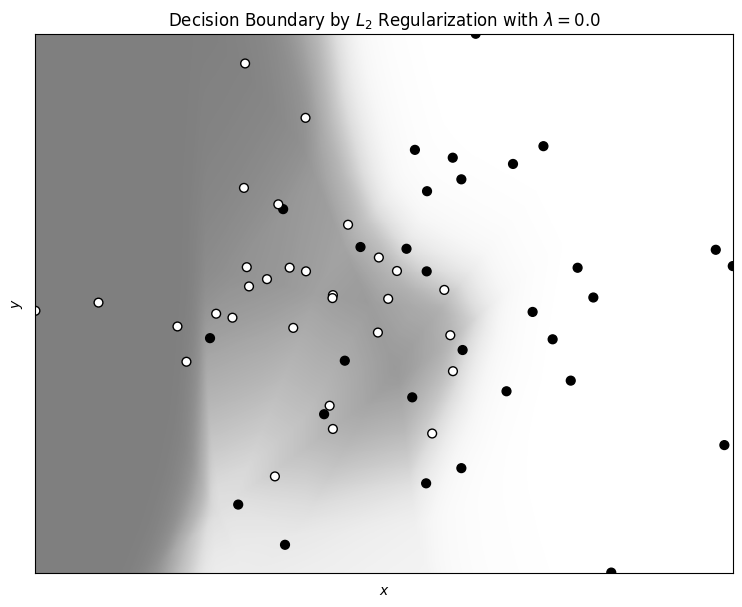 Decision Boundary by $L_2$ Regularization with $\lambda = 0.0$
y
x